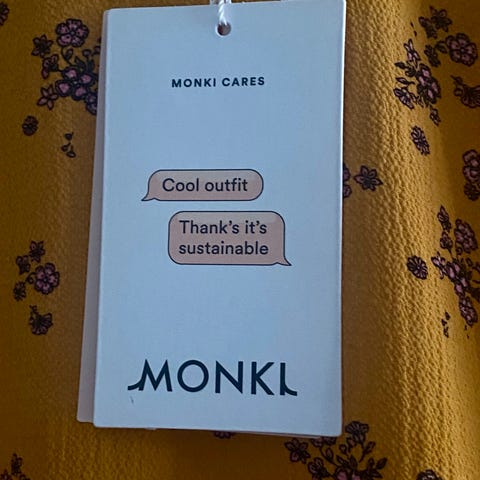 MONKI CARES
Cool outfit
Thank's it's
sustainable
MONKI